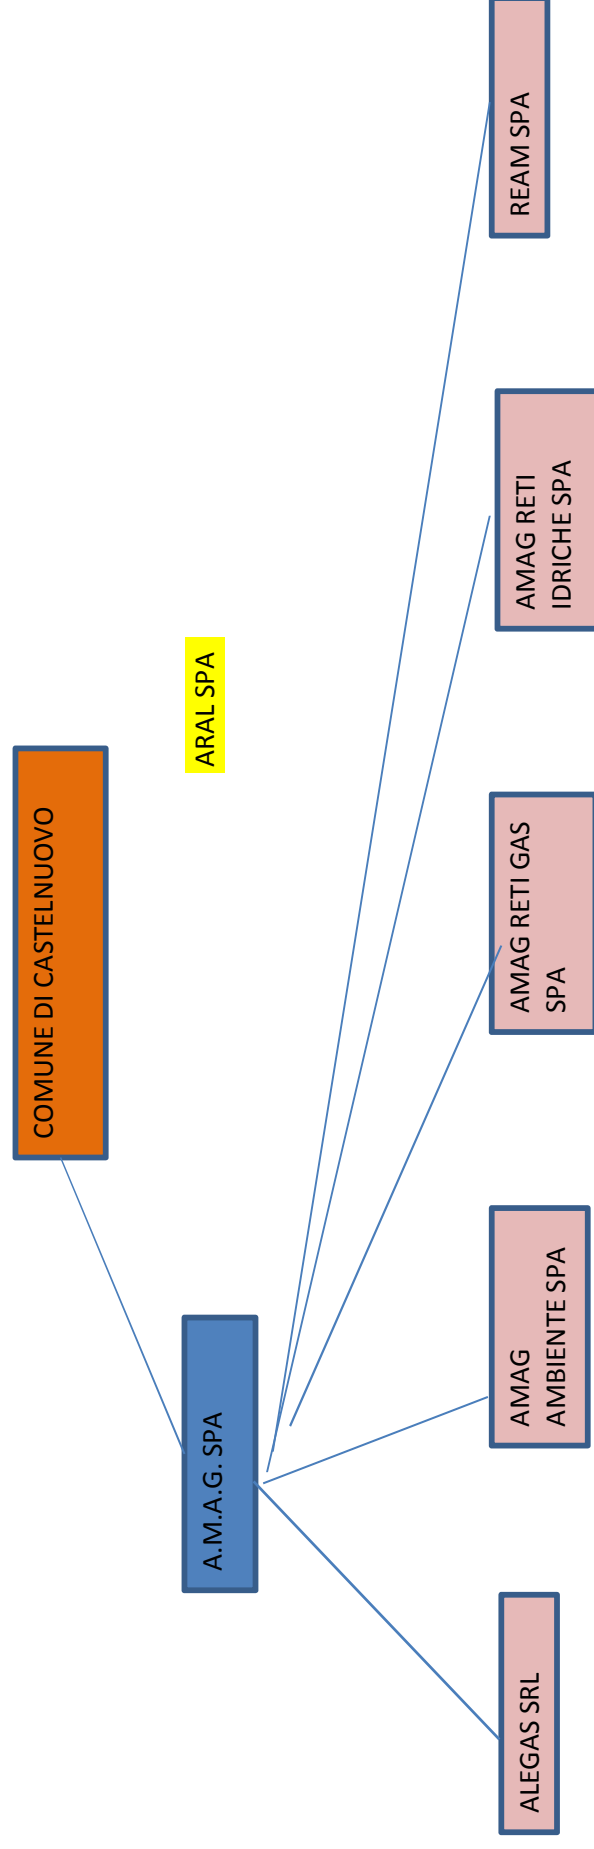 COMUNE DI CASTELNUOVO
A.M.A.G. SPA
ARAL SPA
ALEGAS SRL
AMAG
AMBIENTE SPA
AMAG RETI GAS
SPA
AMAG RETI
IDRICHE SPA
REAM SPA